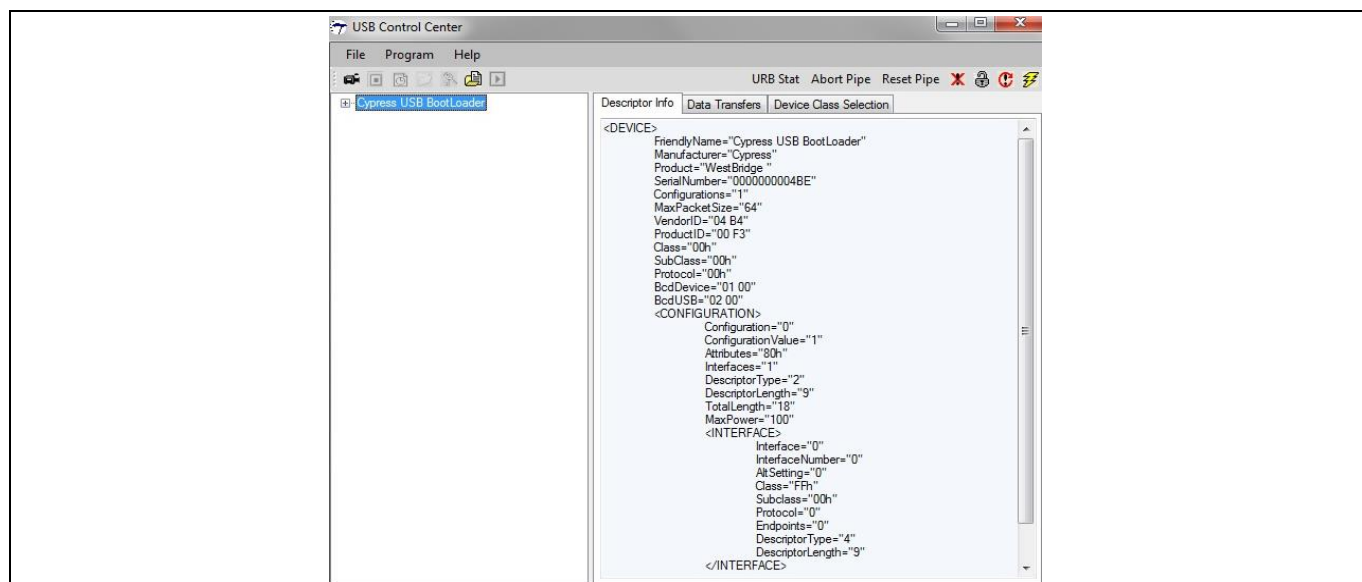 USB Control Center
File Program Help
URB Stat Abort Pipe Reset Pipe
Cypress USB BootLoader
Descriptor Info Data Transfers Device Class Selection
<DEVICE>
FriendlyName="Cypress USB BootLoader"
Manufacturer="Cypress"
Product="WestBridge "
SerialNumber="0000000004BE"
Configurations="1"
MaxPacketSize="64"
VendorID="04 B4"
ProductID="00 F3"
Class="00h"
SubClass="00h"
Protocol="00h"
BcdDevice="01 00"
BcdUSB="02 00"
<CONFIGURATION>
Configuration="0"
ConfigurationValue="1"
Attributes="80h"
Interfaces="1"
DescriptorType="2"
DescriptorLength="9"
TotalLength="18"
MaxPower="100"
<INTERFACE>
Interface="0"
InterfaceNumber="0"
AltSetting="0"
Class="FFh"
Subclass="00h"
Protocol="0"
Endpoints="0"
DescriptorType="4"
DescriptorLength="9"
</INTERFACE>